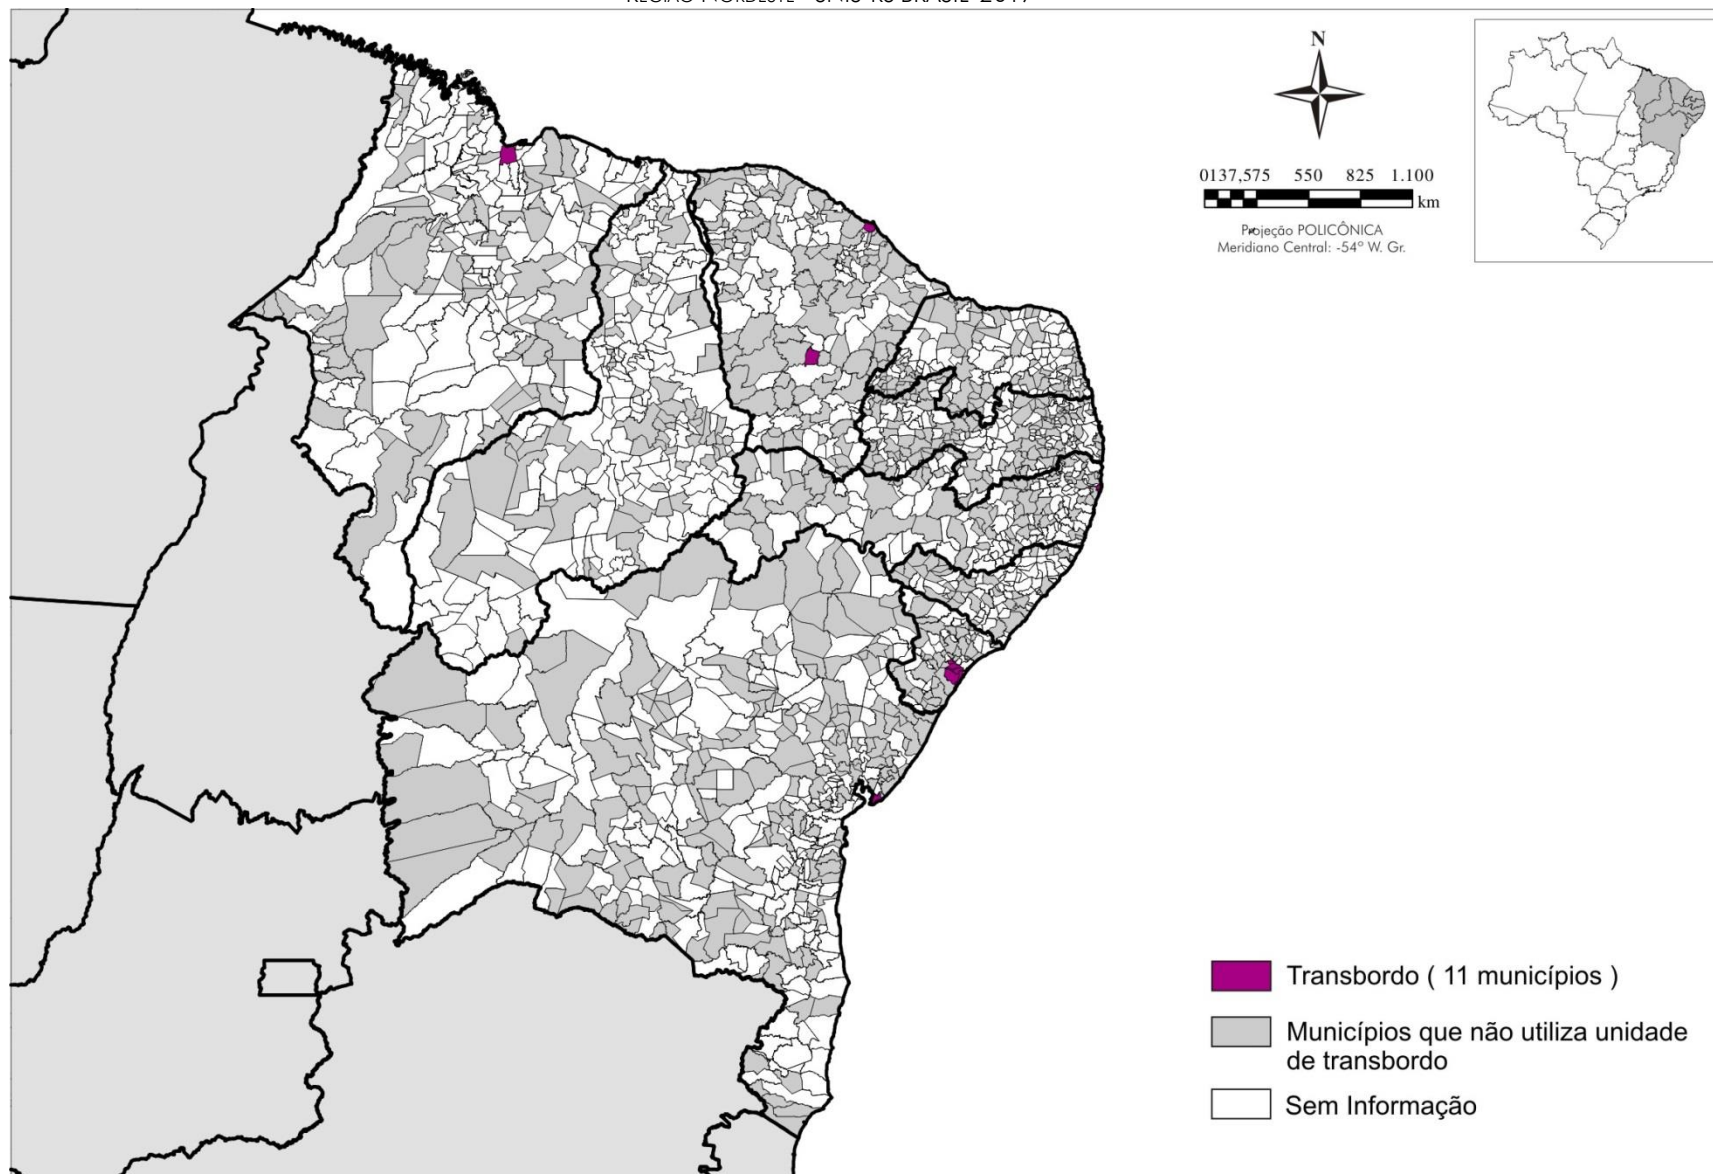 N
0137,575 550 825 1.100
km
Projeção POLICÔNICA
Meridiano Central: -54º W. Gr.
Transbordo ( 11 municípios )
Municípios que não utiliza unidade
de transbordo
Sem Informação